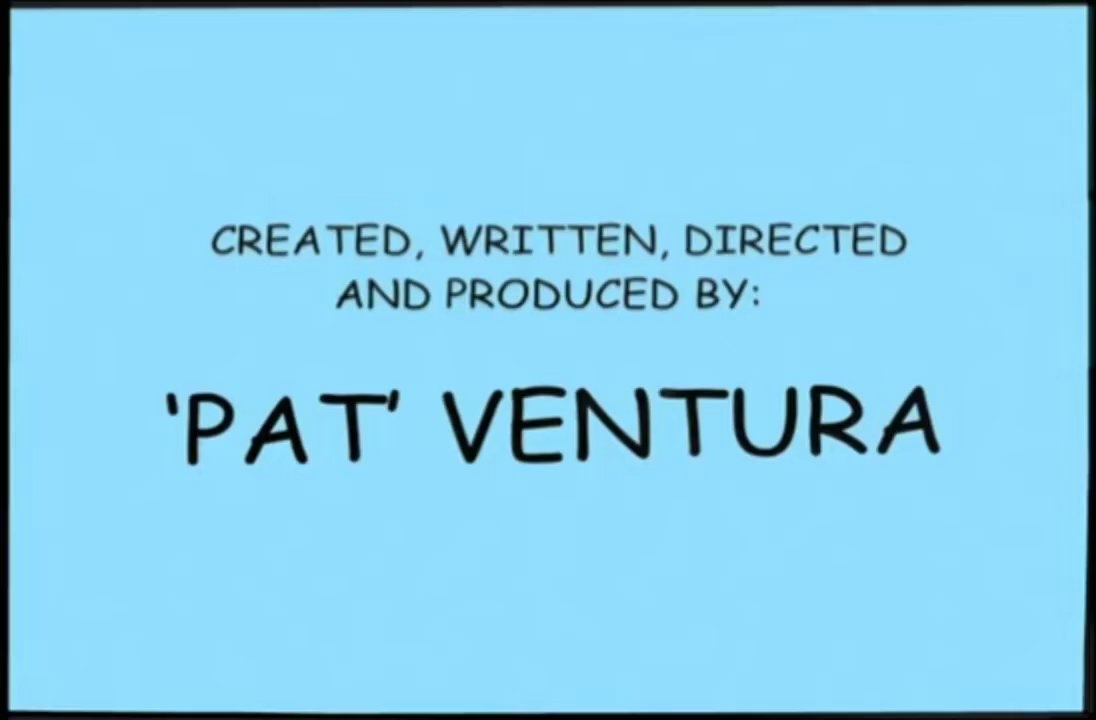 CREATED, WRITTEN, DIRECTED
AND PRODUCED BY:
'PAT' VENTURA